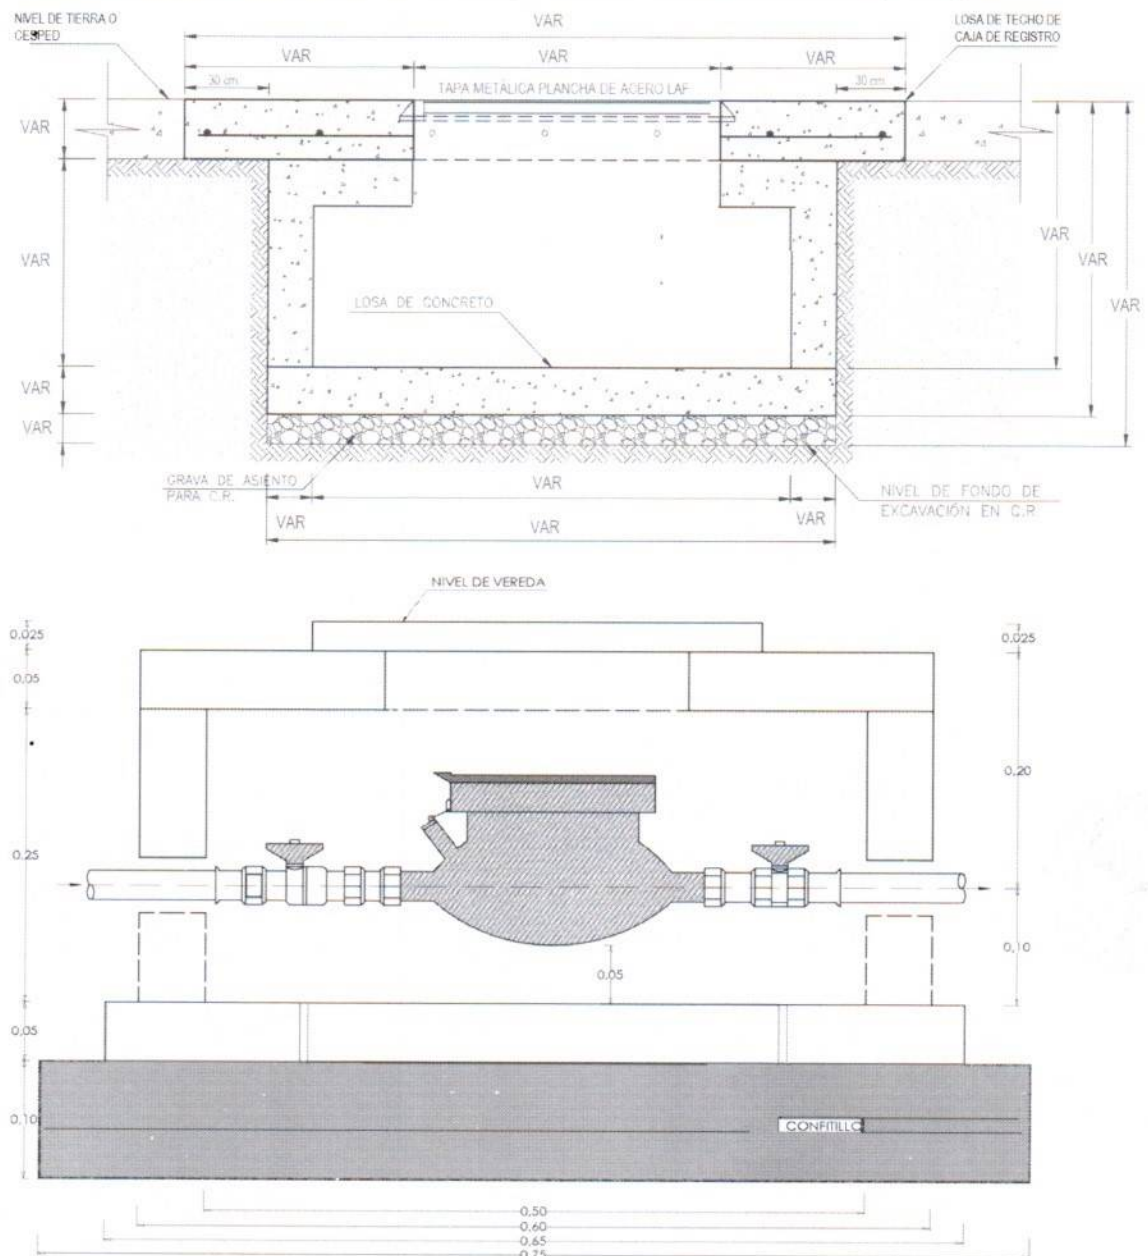 NIVEL DE TIERRA O
CESPED
VAR
LOSA DE TECHO DE
CAJA DE REGISTRO
VAR
VAR
VAR
30 cm
30 cm
TAPA METÁLICA PLANCHA DE ACERO LAF
VAR
VAR
VAR
VAR
VAR
LOSA DE CONCRETO
VAR
VAR
GRAVA DE ASIENTO
PARA C.R.
VAR
NIVEL DE FONDO DE
EXCAVACIÓN EN C.R
VAR
VAR
VAR
NIVEL DE VEREDA
0,025
0,025
0,05
0,20
0,25
0,10
0,05
0,05
0,10
CONFITILLO
0,50
0,60
0,65
0,75